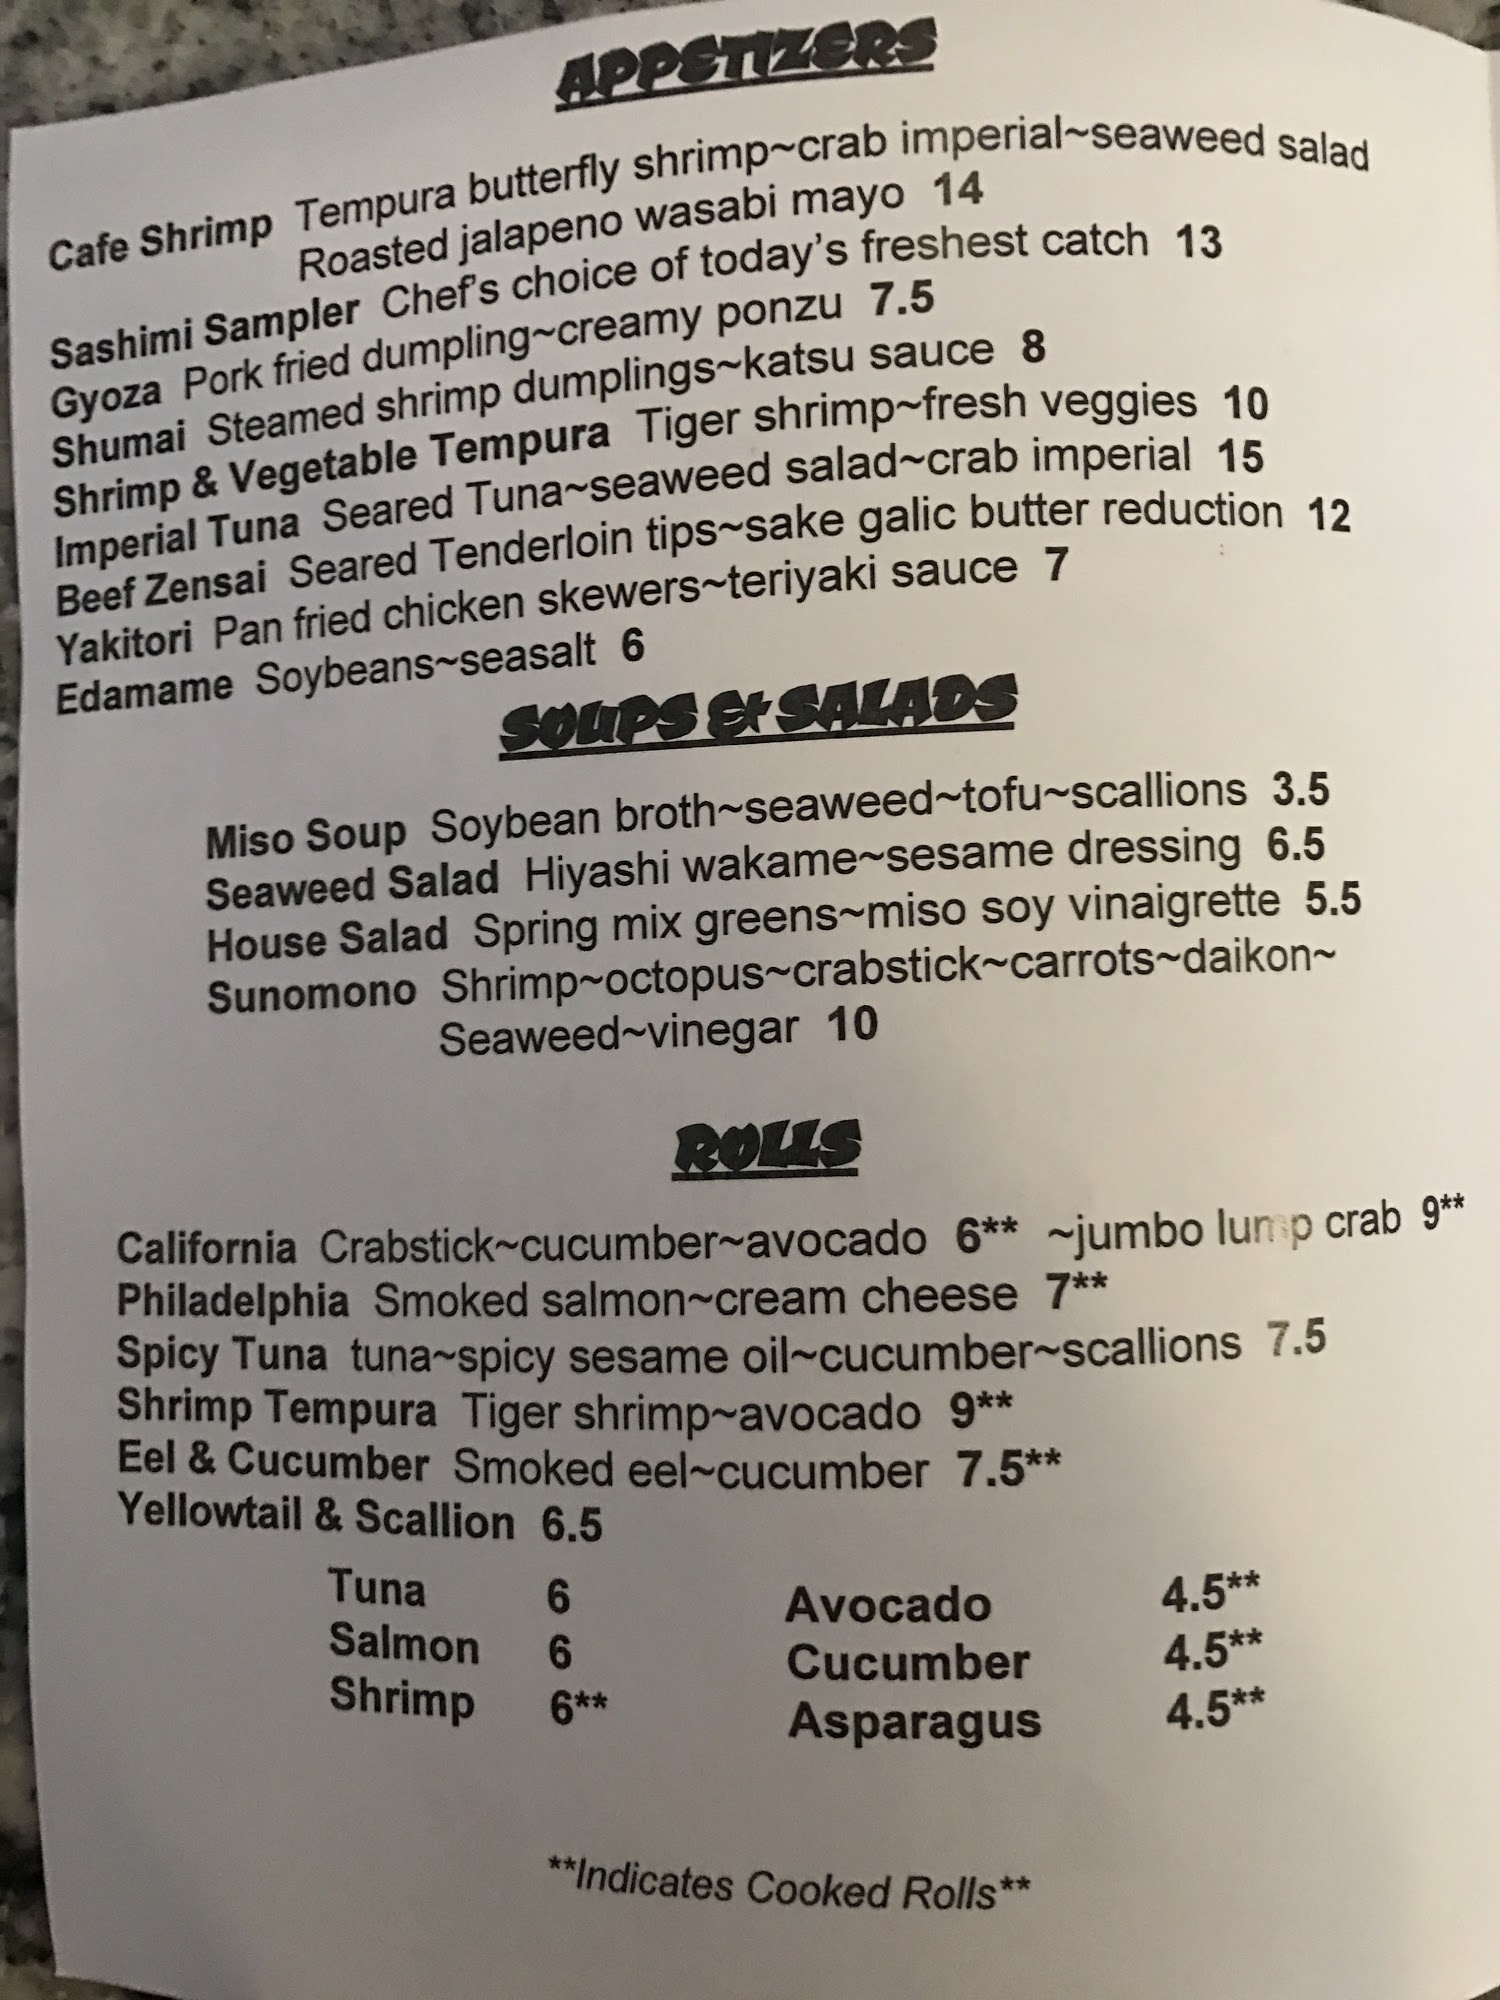 APPETIZERS
Cafe Shrimp Tempura butterfly shrimp~crab imperial~seaweed salad
Roasted jalapeno wasabi mayo 14
Sashimi Sampler Chef's choice of today's freshest catch 13
Gyoza Pork fried dumpling~creamy ponzu 7.5
Shumai Steamed shrimp dumplings~katsu sauce 8
Shrimp & Vegetable Tempura Tiger shrimp~fresh veggies 10
Imperial Tuna Seared Tuna~seaweed salad~crab imperial 15
Beef Zensai Seared Tenderloin tips~sake galic butter reduction 12
Yakitori Pan fried chicken skewers~teriyaki sauce 7
Edamame Soybeans~seasalt 6
SOUPS & SALADS
Miso Soup Soybean broth~seaweed~tofu~scallions 3.5
Seaweed Salad Hiyashi wakame~sesame dressing 6.5
House Salad Spring mix greens~miso soy vinaigrette 5.5
Sunomono Shrimp~octopus~crabstick~carrots~daikon~
Seaweed~vinegar 10
ROLLS
California Crabstick~cucumber~avocado 6** ~jumbo lump crab 9**
Philadelphia Smoked salmon~cream cheese 7**
Spicy Tuna tuna~spicy sesame oil~cucumber~scallions 7.5
Shrimp Tempura Tiger shrimp~avocado 9**
Eel & Cucumber Smoked eel~cucumber 7.5**
Yellowtail & Scallion 6.5
Tuna 6 Avocado 4.5**
Salmon 6 Cucumber 4.5**
Shrimp 6** Asparagus 4.5**
**Indicates Cooked Rolls**